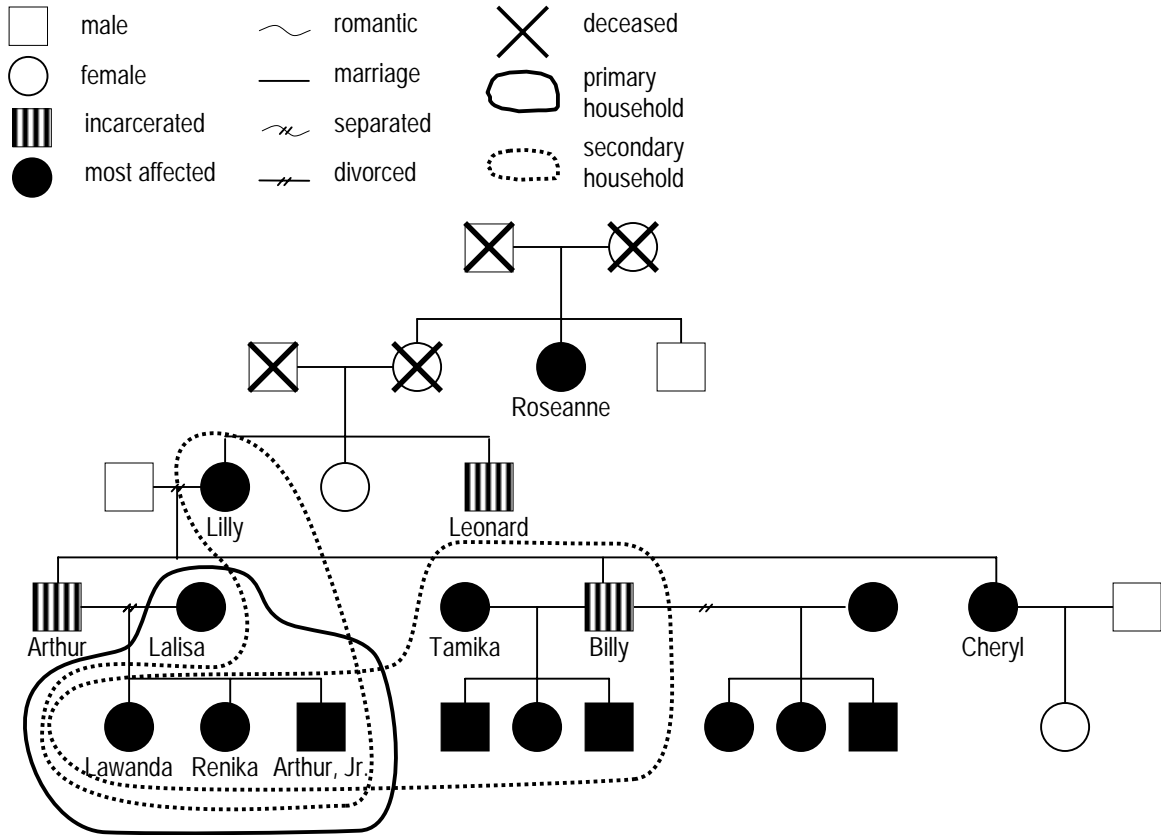 male
romantic
deceased
female
marriage
primary
household
incarcerated
separated
secondary
household
most affected
divorced
Roseanne
Lilly
Leonard
Arthur
Lalisa
Tamika
Billy
Cheryl
Lawanda
Renika
Arthur, Jr.